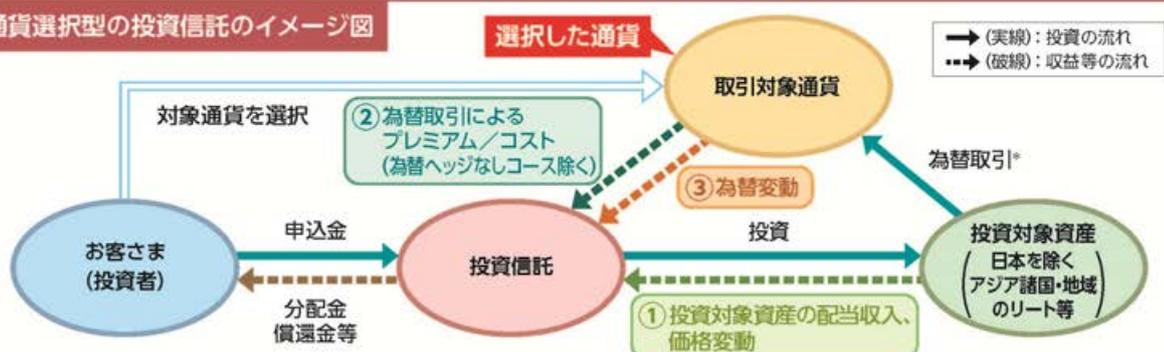 通貨選択型の投資信託のイメージ図
選択した通貨
(実線):投資の流れ
(破線):収益等の流れ
取引対象通貨
対象通貨を選択
②為替取引による
プレミアム/コスト
(為替ヘッジなしコース除く)
③為替変動
為替取引*
お客さま
(投資者)
申込金
分配金
償還金等
投資信託
投資
①投資対象資産の配当収入、
価格変動
投資対象資産
(日本を除く
アジア諸国・地域
のリート等)